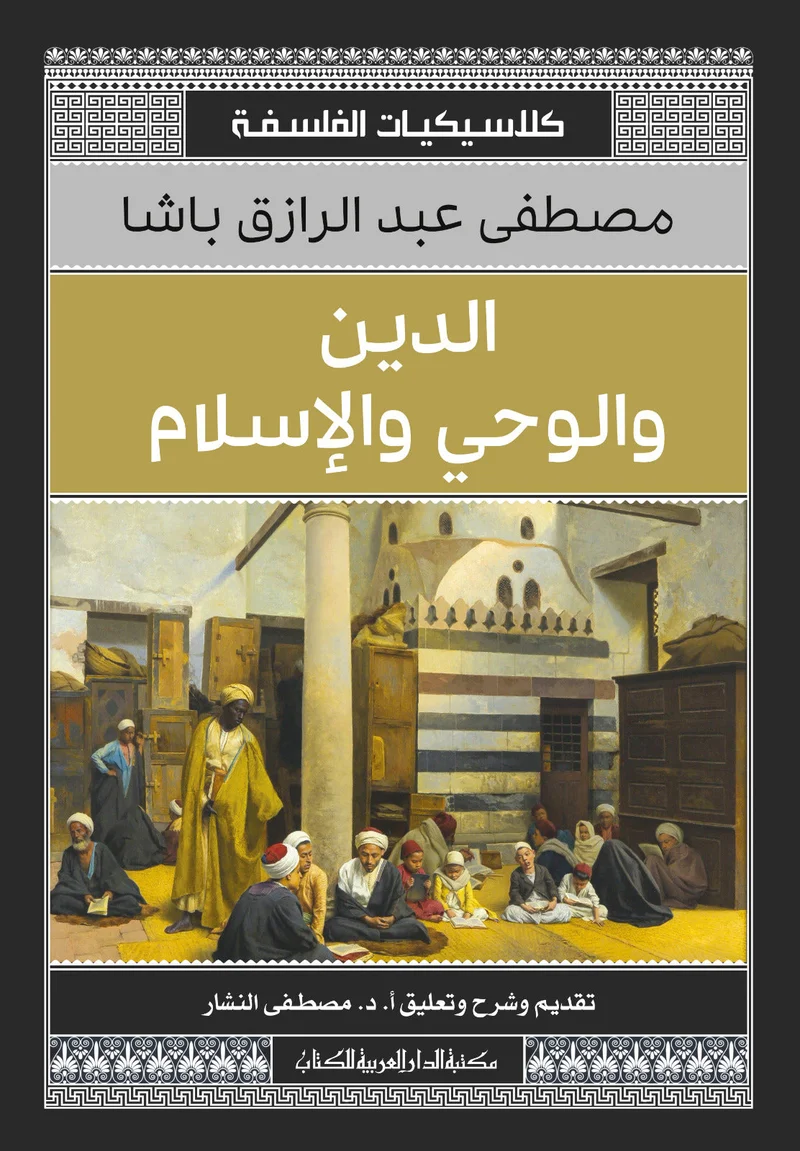 كلاسيكيات الفلسفة
مصطفى عبد الرازق باشا
الدين
والوحي والإسلام
تقديم وشرح وتعليق أ. د. مصطفى النشار
مكتبة الدار العربية للكتاب